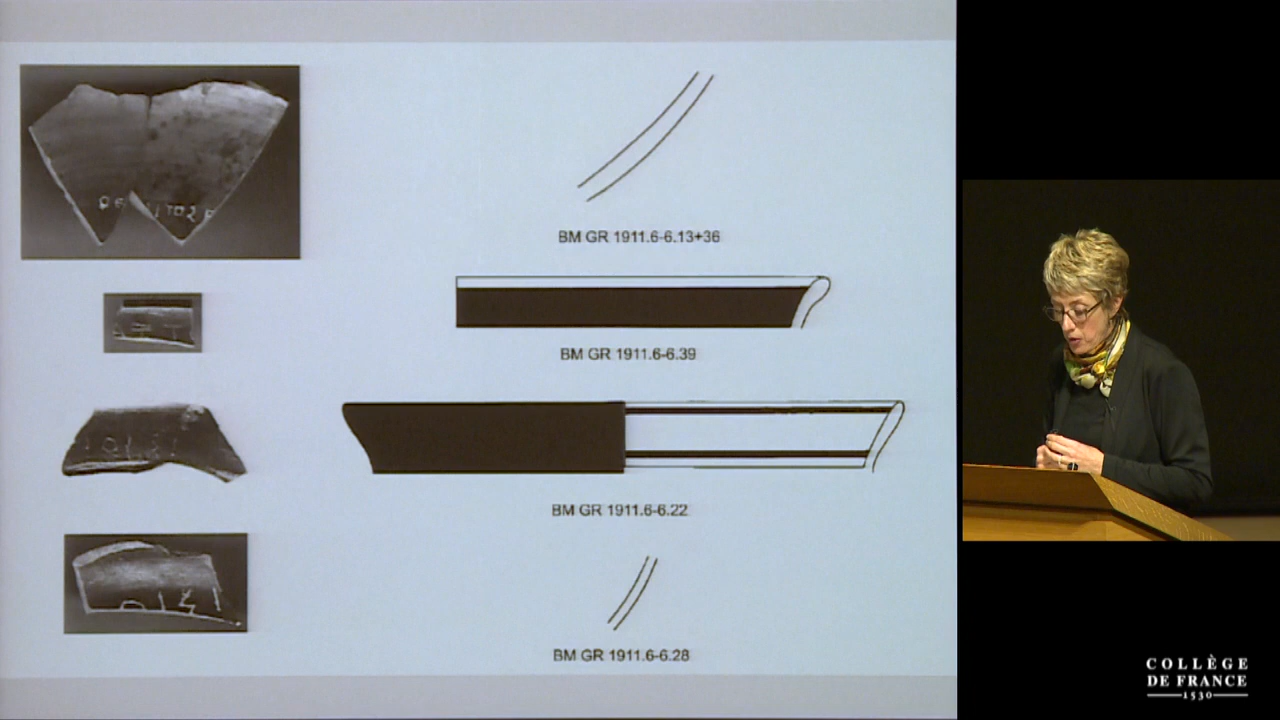 BM GR 1911.6-6.13+36
BM GR 1911.6-6.39
BM GR 1911.6-6.22
BM GR 1911.6-6.28
COLLÈGE
DE FRANCE
1530